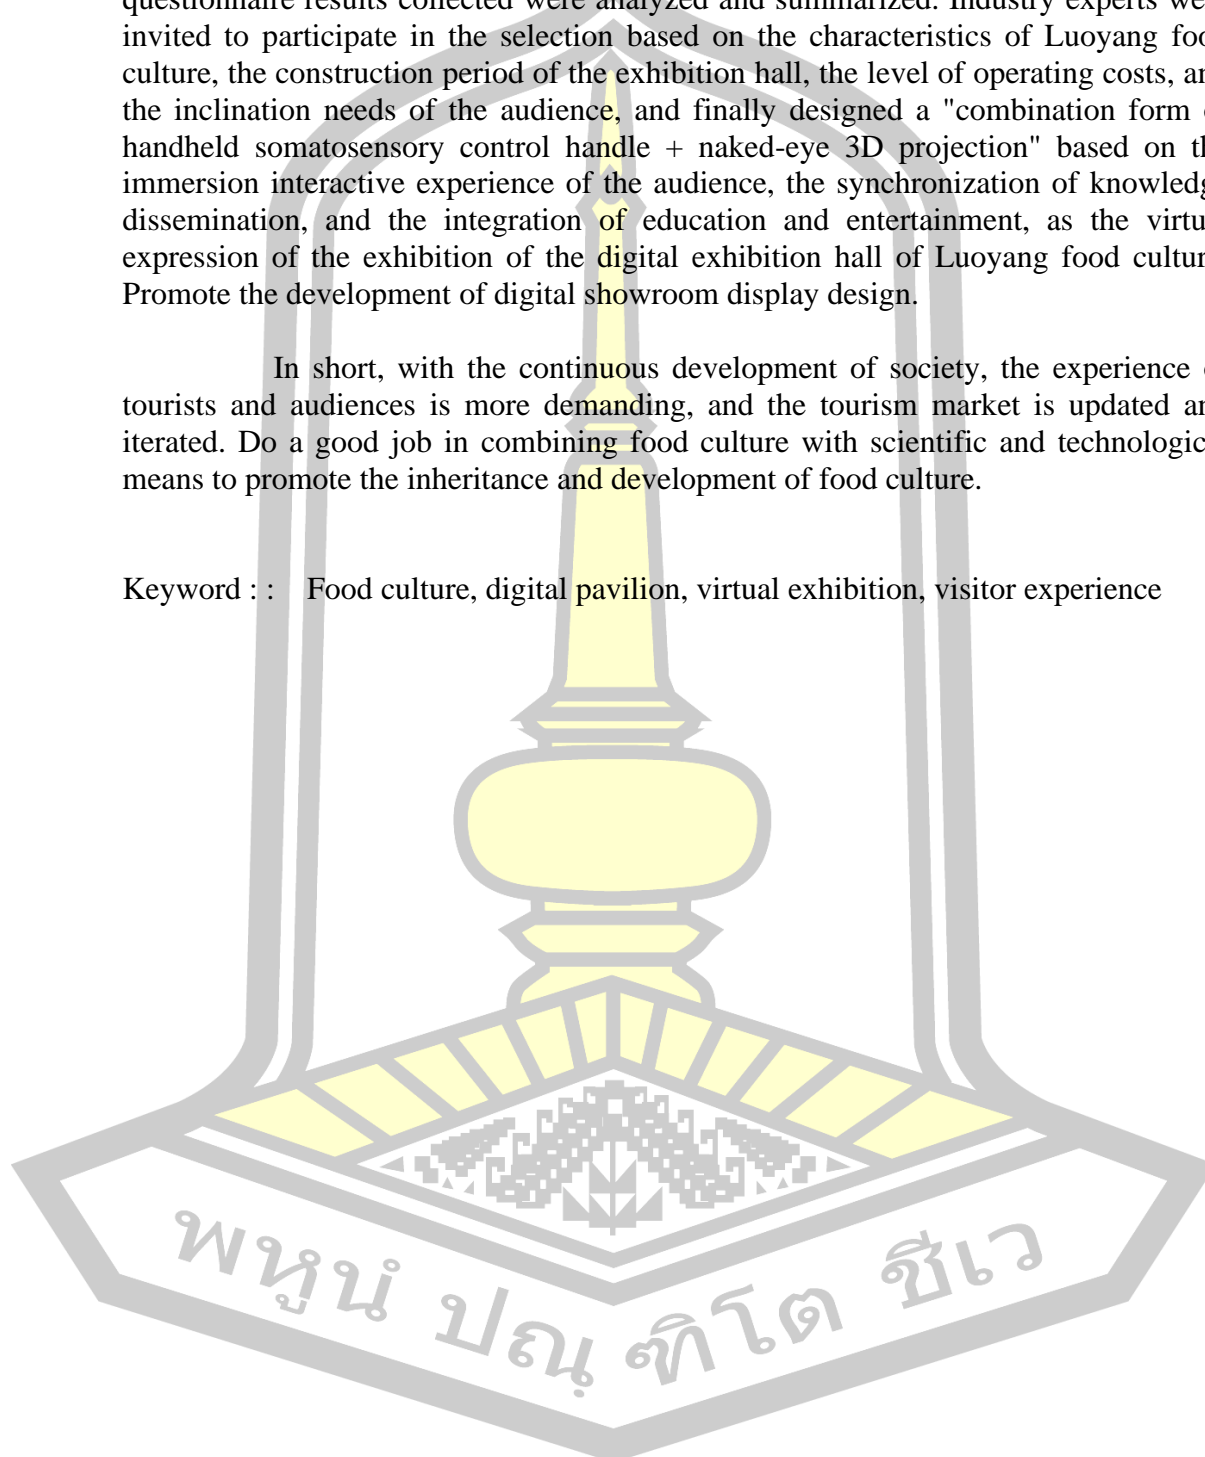 questionnaire results collected were analyzed and summarized. Industry experts we
invited to participate in the selection based on the characteristics of Luoyang foo
culture, the construction period of the exhibition hall, the level of operating costs, an
the inclination needs of the audience, and finally designed a "combination form o
handheld somatosensory control handle + naked-eye 3D projection" based on th
immersion interactive experience of the audience, the synchronization of knowledg
dissemination, and the integration of education and entertainment, as the virtu
expression of the exhibition of the digital exhibition hall of Luoyang food cultur
Promote the development of digital showroom display design.
In short, with the continuous development of society, the experience o
tourists and audiences is more demanding, and the tourism market is updated an
iterated. Do a good job in combining food culture with scientific and technologic
means to promote the inheritance and development of food culture.
Keyword : : Food culture, digital pavilion, virtual exhibition, visitor experience
พหูนํ ปณฺฑิโต ชีเว